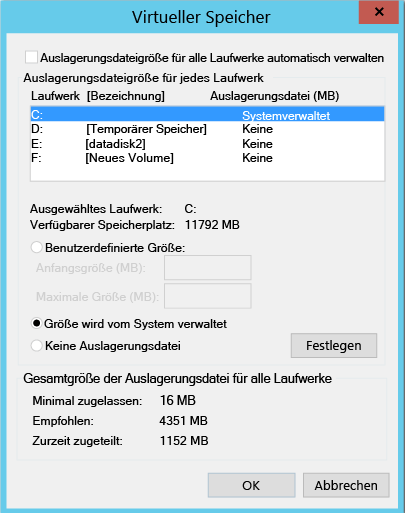 Virtueller Speicher
Auslagerungsdateigröße für alle Laufwerke automatisch verwalten
Auslagerungsdateigröße für jedes Laufwerk
Laufwerk [Bezeichnung] Auslagerungsdatei (MB)
C: Systemverwaltet
D: [Temporärer Speicher] Keine
E: [datadisk2] Keine
F: [Neues Volume] Keine
Ausgewähltes Laufwerk: C:
Verfügbarer Speicherplatz: 11792 MB
Benutzerdefinierte Größe:
Anfangsgröße (MB):
Maximale Größe (MB):
Größe wird vom System verwaltet
Keine Auslagerungsdatei Festlegen
Gesamtgröße der Auslagerungsdatei für alle Laufwerke
Minimal zugelassen: 16 MB
Empfohlen: 4351 MB
Zurzeit zugeteilt: 1152 MB
OK Abbrechen